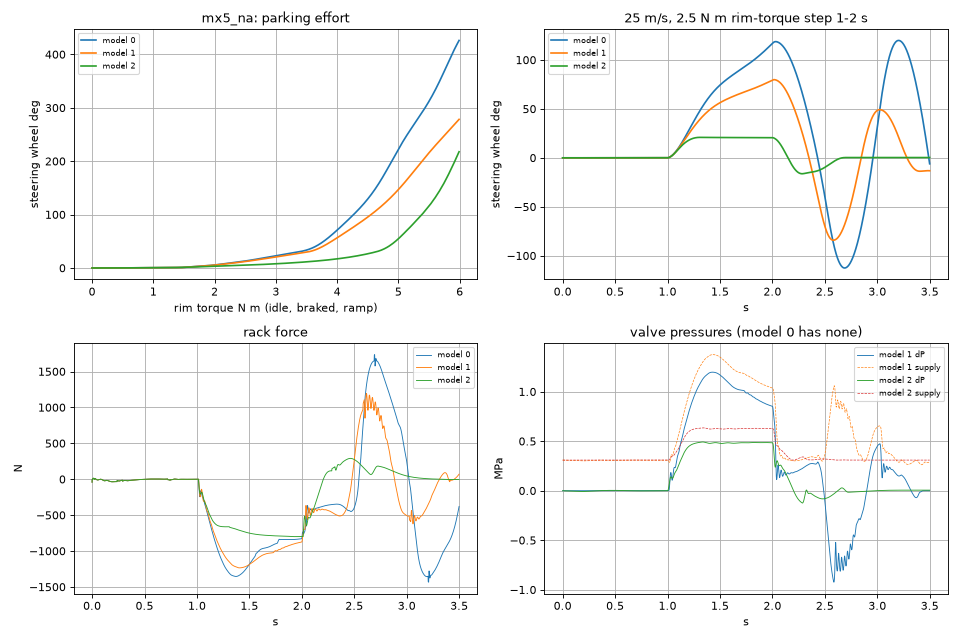 mx5_na: parking effort
model 0
model 1
model 2
steering wheel deg
400
300
200
100
0
0 1 2 3 4 5 6
rim torque N m (idle, braked, ramp)
25 m/s, 2.5 N m rim-torque step 1-2 s
model 0
model 1
model 2
steering wheel deg
100
50
0
−50
−100
0.0 0.5 1.0 1.5 2.0 2.5 3.0 3.5
s
rack force
model 0
model 1
model 2
N
1500
1000
500
0
−500
−1000
−1500
0.0 0.5 1.0 1.5 2.0 2.5 3.0 3.5
s
valve pressures (model 0 has none)
model 1 dP
model 1 supply
model 2 dP
model 2 supply
MPa
1.0
0.5
0.0
−0.5
−1.0
0.0 0.5 1.0 1.5 2.0 2.5 3.0 3.5
s